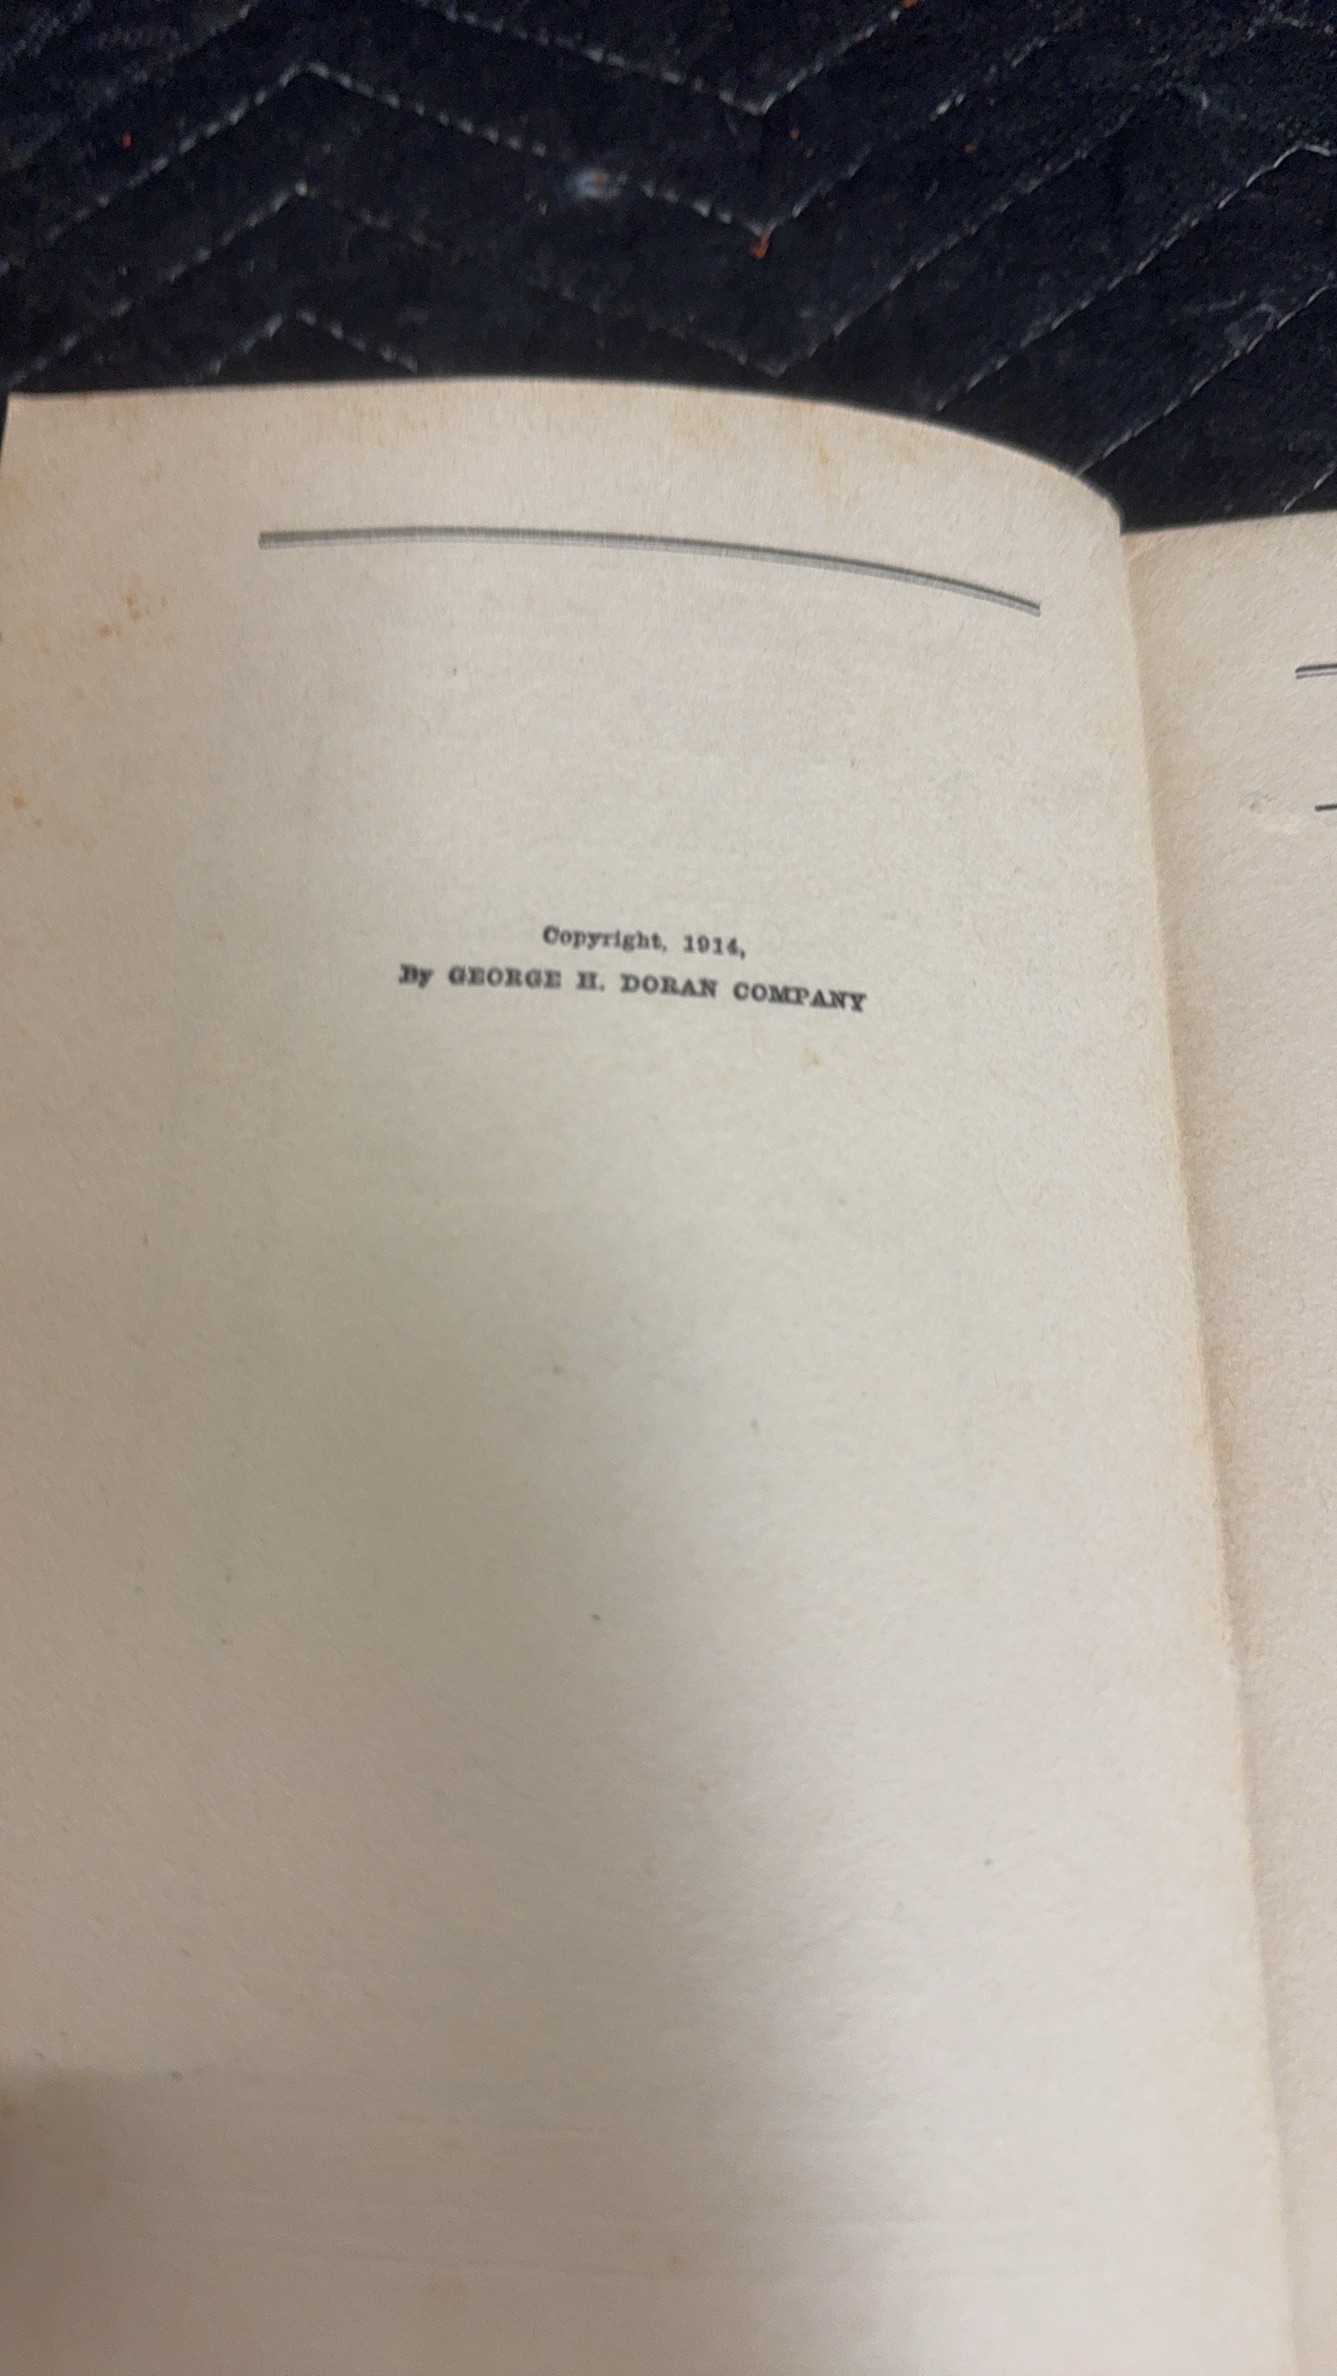 Copyright, 1914,
By GEORGE H. DORAN COMPANY